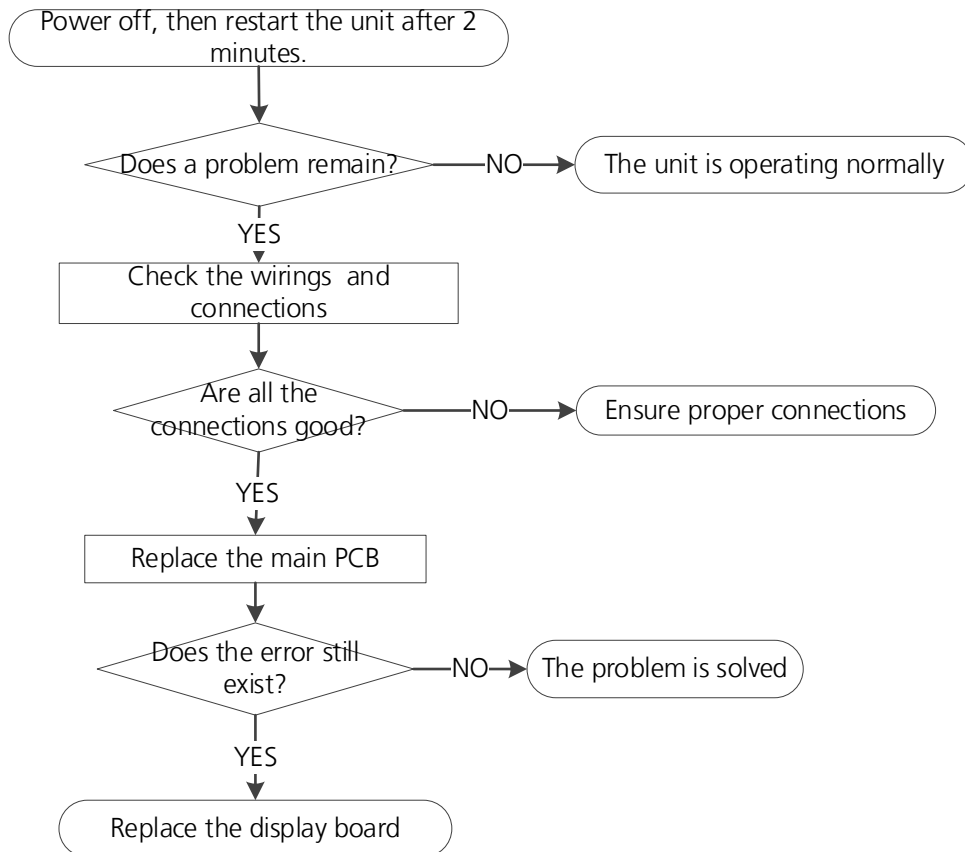 Power off, then restart the unit after 2
minutes.
Does a problem remain?
NO
The unit is operating normally
YES
Check the wirings  and
connections
Are all the
connections good?
NO
Ensure proper connections
YES
Replace the main PCB
Does the error still
exist?
NO
The problem is solved
YES
Replace the display board